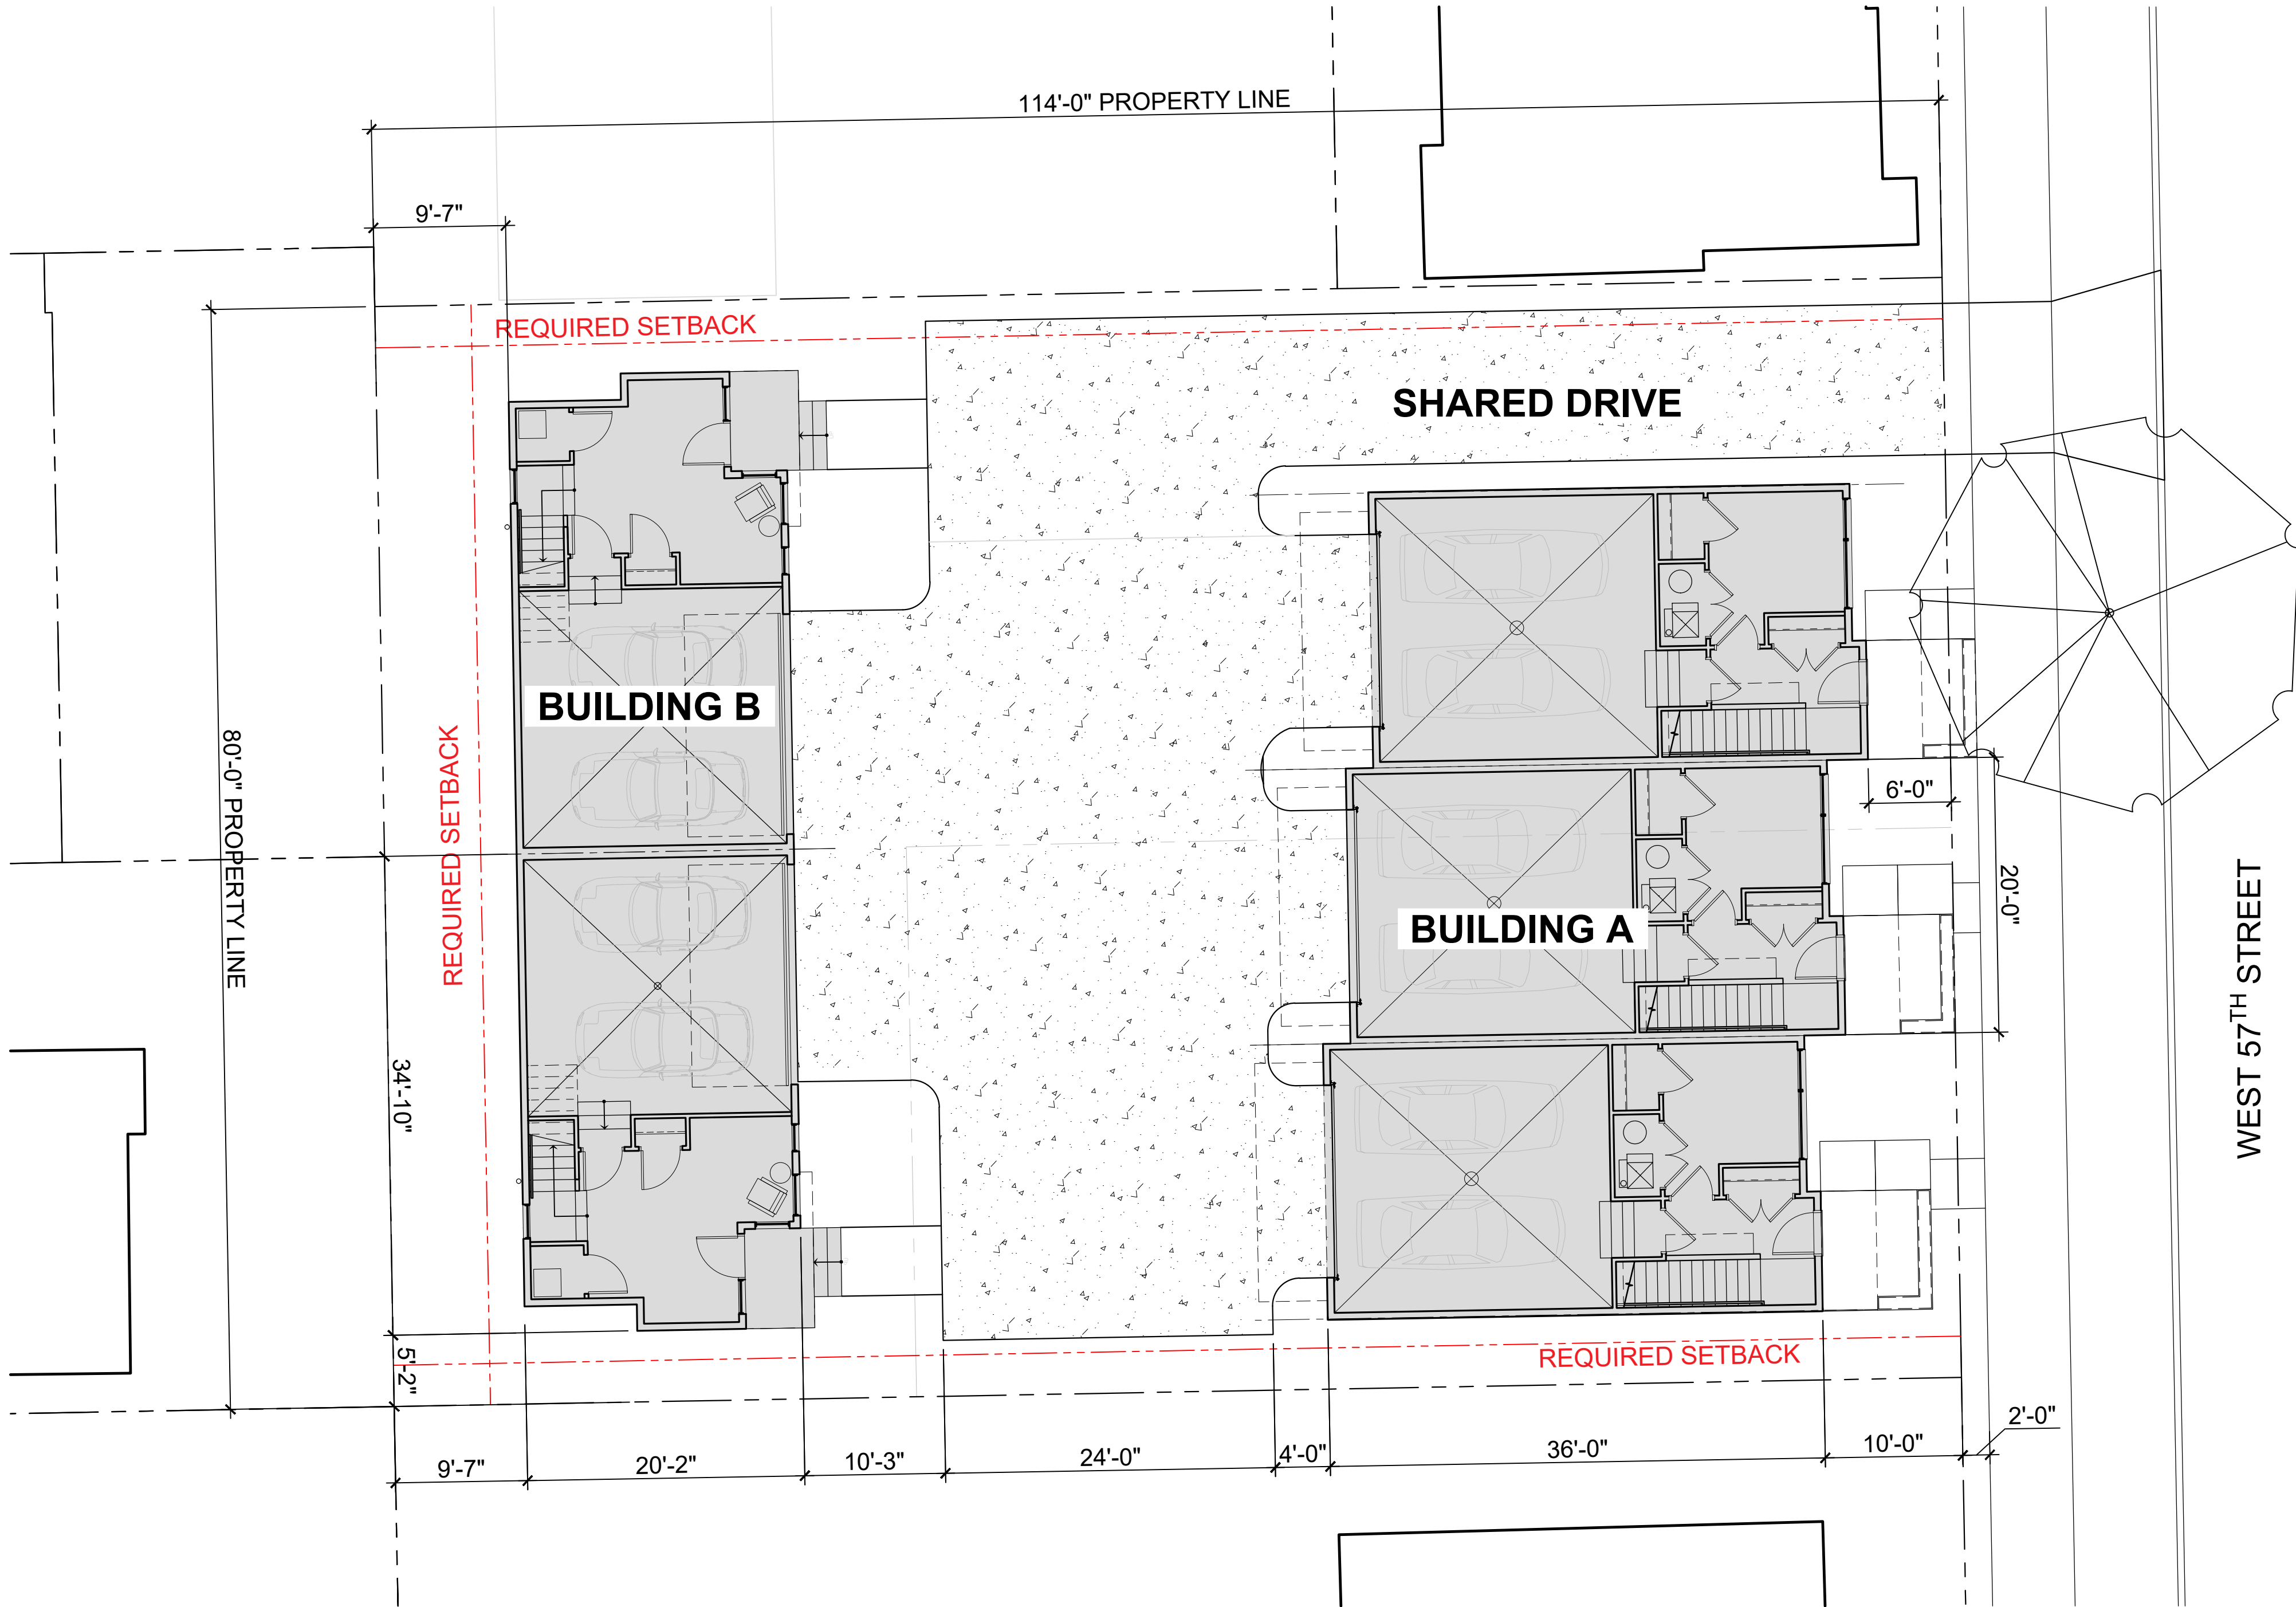 114'-0" PROPERTY LINE
9'-7"
REQUIRED SETBACK
SHARED DRIVE
BUILDING B
80'-0" PROPERTY LINE
REQUIRED SETBACK
6'-0"
20'-0"
BUILDING A
WEST 57TH STREET
34'-10"
5'-2"
REQUIRED SETBACK
2'-0"
9'-7"
20'-2"
10'-3"
24'-0"
4'-0"
36'-0"
10'-0"